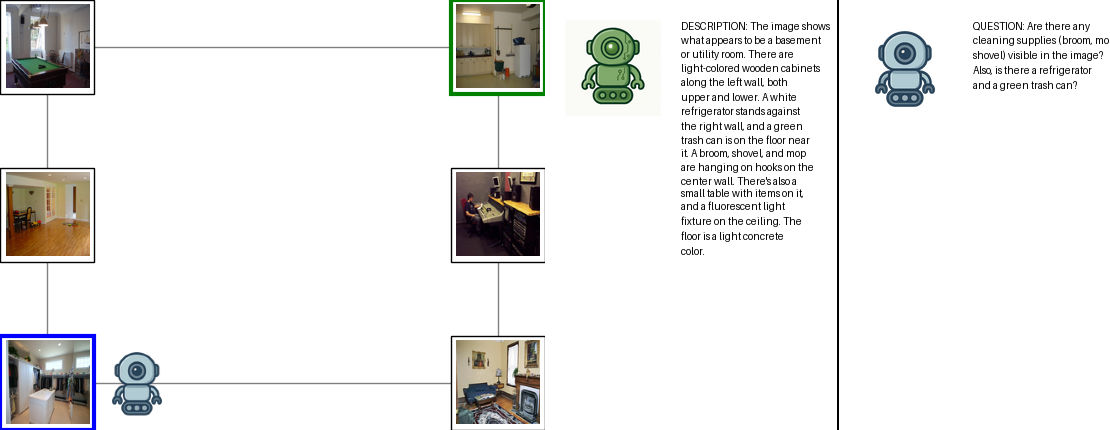 DESCRIPTION: The image shows
what appears to be a basement
or utility room. There are
light-colored wooden cabinets
along the left wall, both
upper and lower. A white
refrigerator stands against
the right wall, and a green
trash can is on the floor near
it. A broom, shovel, and mop
are hanging on hooks on the
center wall. There's also a
small table with items on it,
and a fluorescent light
fixture on the ceiling. The
floor is a light concrete
color.
QUESTION: Are there any
cleaning supplies (broom, mo
shovel) visible in the image?
Also, is there a refrigerator
and a green trash can?